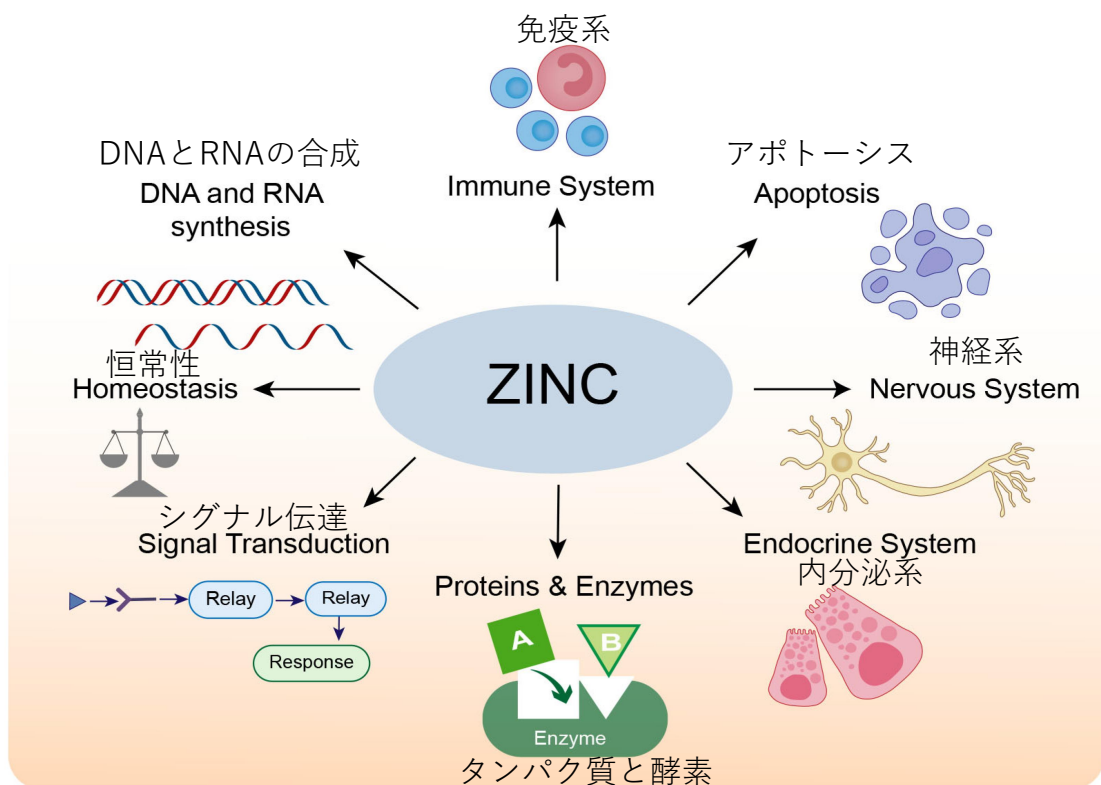 免疫系
Immune System
DNAとRNAの合成
DNA and RNA
synthesis
アポトーシス
Apoptosis
ZINC
恒常性
Homeostasis
神経系
Nervous System
シグナル伝達
Signal Transduction
Relay
Relay
Response
Endocrine System
内分泌系
Proteins & Enzymes
A
B
Enzyme
タンパク質と酵素